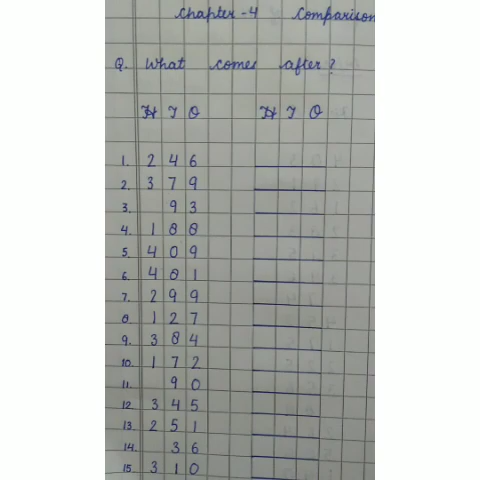 Chapter - 4 Comparison
Q. What comes after?
H T O H T O
1. 2 4 6
2. 3 7 9
3. 9 3
4. 1 8 8
5. 4 0 9
6. 4 8 1
7. 2 9 9
8 1 2 7
9. 3 8 4
10. 1 7 2
11. 9 0
12. 3 4 5
13. 2 5 1
14. 3 6
15. 3 1 0